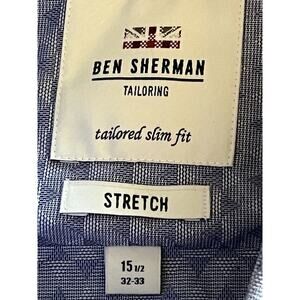 BEN SHERMAN
TAILORING
tailored slim fit
STRETCH
15 1/2
32-33